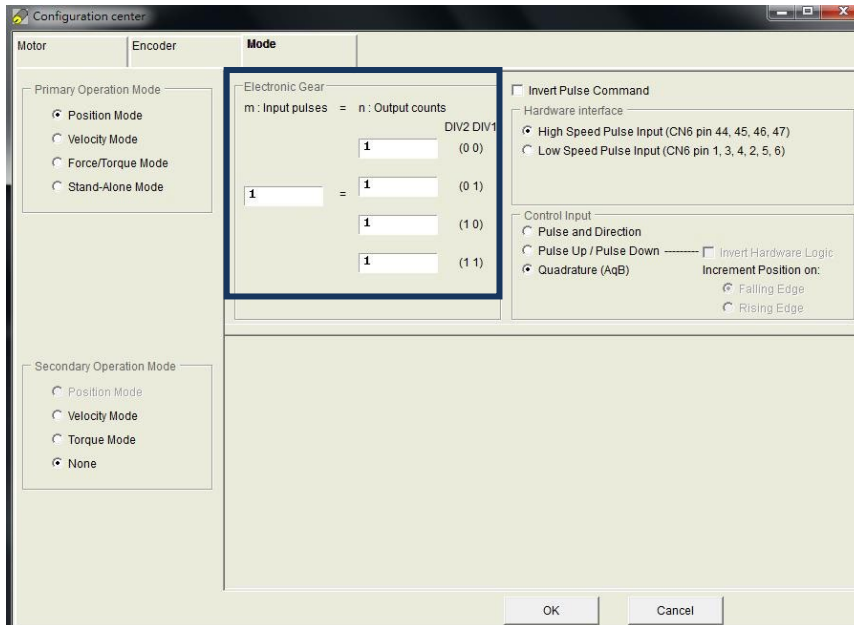 Configuration center
Motor
Encoder
Mode
Primary Operation Mode
Position Mode
Velocity Mode
Force/Torque Mode
Stand-Alone Mode
Electronic Gear
m : Input pulses = n : Output counts
DIV2 DIV1
1 (0 0)
1 = 1 (0 1)
1 (1 0)
1 (1 1)
Invert Pulse Command
Hardware interface
High Speed Pulse Input (CN6 pin 44, 45, 46, 47)
Low Speed Pulse Input (CN6 pin 1, 3, 4, 2, 5, 6)
Control Input
Pulse and Direction
Pulse Up / Pulse Down --------- Invert Hardware Logic
Quadrature (AqB) Increment Position on:
Falling Edge
Rising Edge
Secondary Operation Mode
Position Mode
Velocity Mode
Torque Mode
None
OK
Cancel